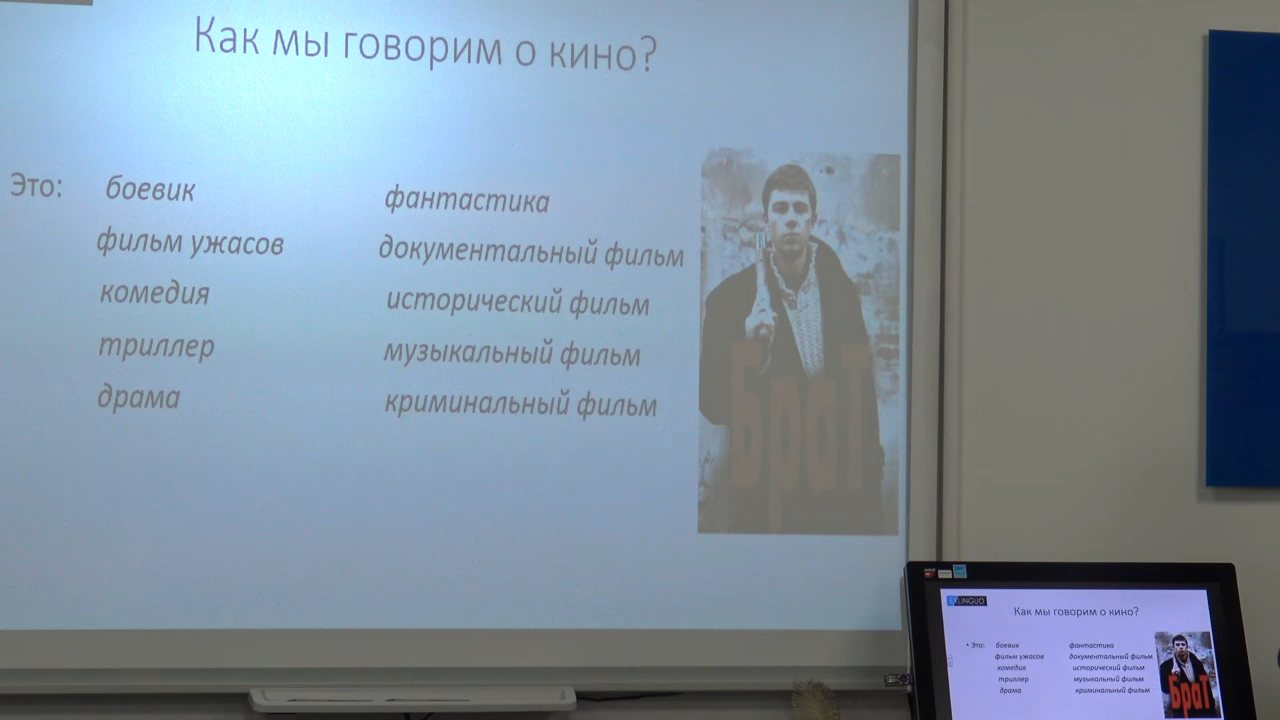 Как мы говорим о кино?
Это: боевик фантастика
фильм ужасов документальный фильм
комедия исторический фильм
триллер музыкальный фильм
драма криминальный фильм
Брат
LINGUO
Как мы говорим о кино?
• Это: боевик фантастика
фильм ужасов документальный фильм
комедия исторический фильм
триллер музыкальный фильм
драма криминальный фильм
Брат